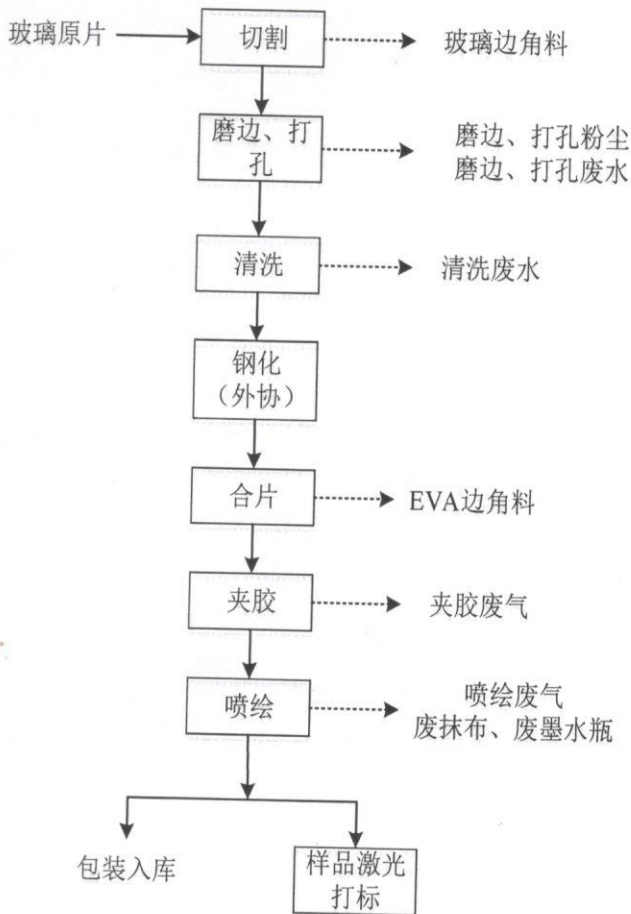 玻璃原片
切割
玻璃边角料
磨边、打
孔
磨边、打孔粉尘
磨边、打孔废水
清洗
清洗废水
钢化
（外协）
合片
EVA边角料
夹胶
夹胶废气
喷绘
喷绘废气
废抹布、废墨水瓶
包装入库
样品激光
打标